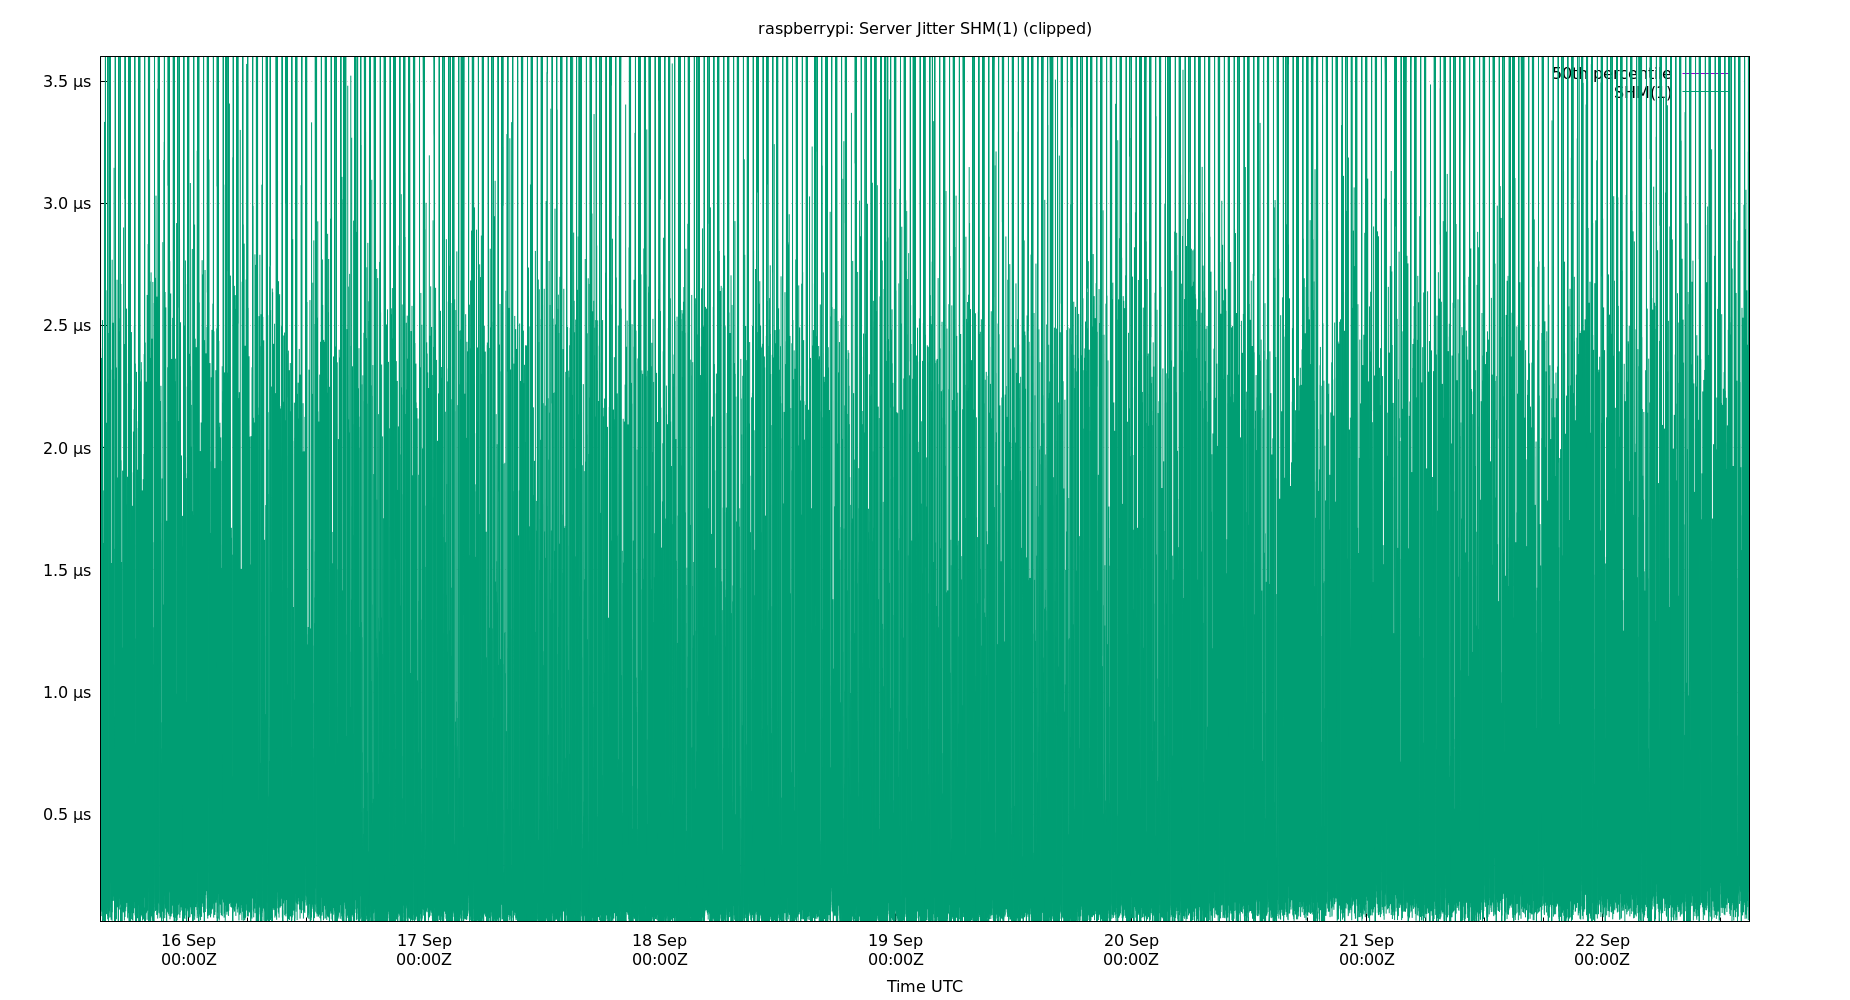 raspberrypi: Server Jitter SHM(1) (clipped)
3.5 µs
3.0 µs
2.5 µs
2.0 µs
1.5 µs
1.0 µs
0.5 µs
50th percentile
SHM(1)
16 Sep
00:00Z
17 Sep
00:00Z
18 Sep
00:00Z
19 Sep
00:00Z
20 Sep
00:00Z
21 Sep
00:00Z
22 Sep
00:00Z
Time UTC